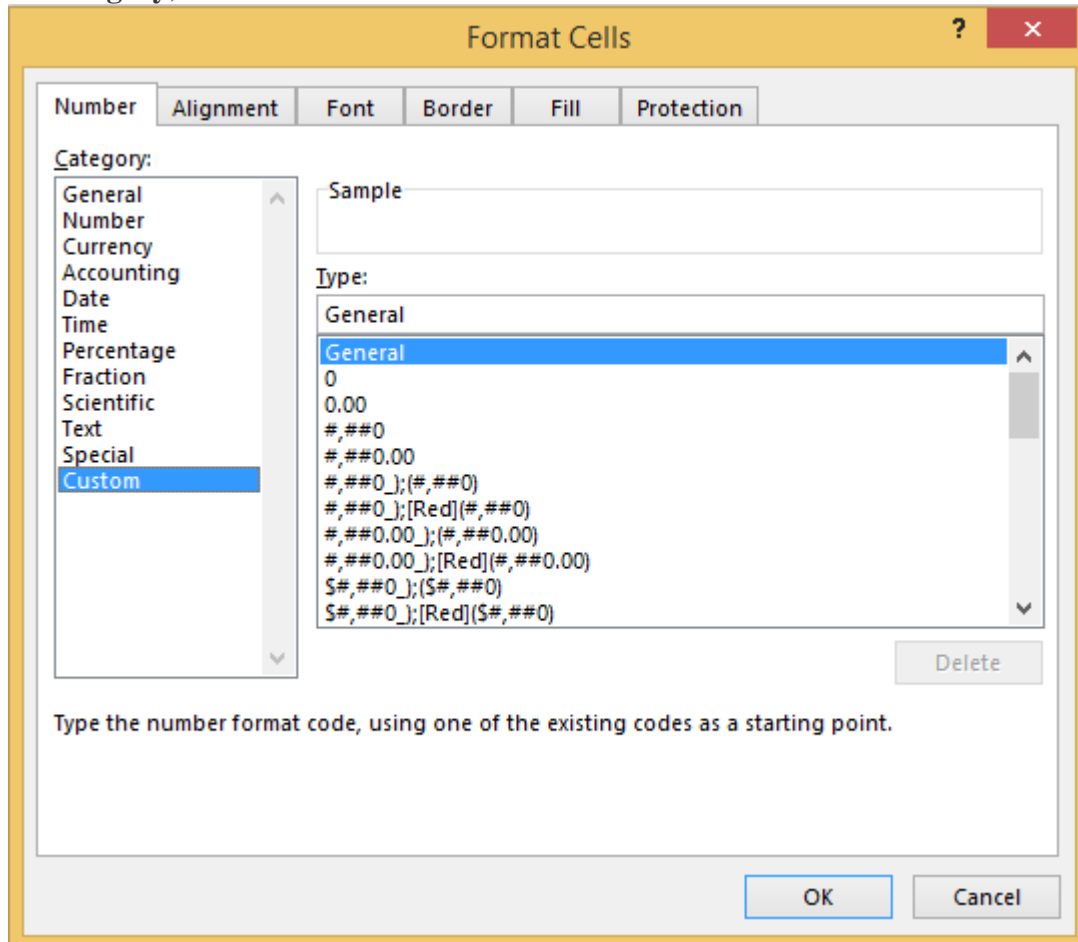 Format Cells
?
×
Number Alignment Font Border Fill Protection
Category:
General
Number
Currency
Accounting
Date
Time
Percentage
Fraction
Scientific
Text
Special
Custom
Sample
Type:
General
General
0
0.00
#,##0
#,##0.00
#,##0_);(#,##0)
#,##0_);[Red](#,##0)
#,##0.00_);(#,##0.00)
#,##0.00_);[Red](#,##0.00)
$#,##0_);($#,##0)
$#,##0_);[Red]($#,##0)
Delete
Type the number format code, using one of the existing codes as a starting point.
OK Cancel